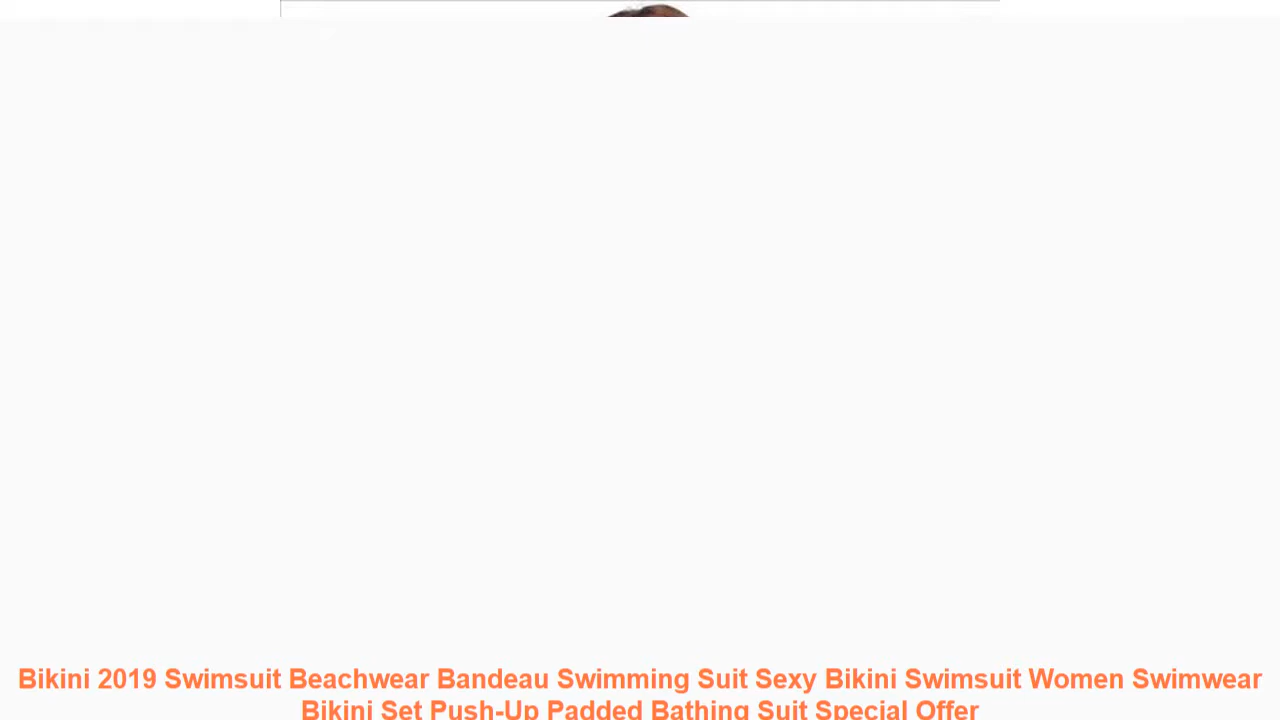 Bikini 2019 Swimsuit Beachwear Bandeau Swimming Suit Sexy Bikini Swimsuit Women Swimwear
Bikini Set Push-Up Padded Bathing Suit Special Offer